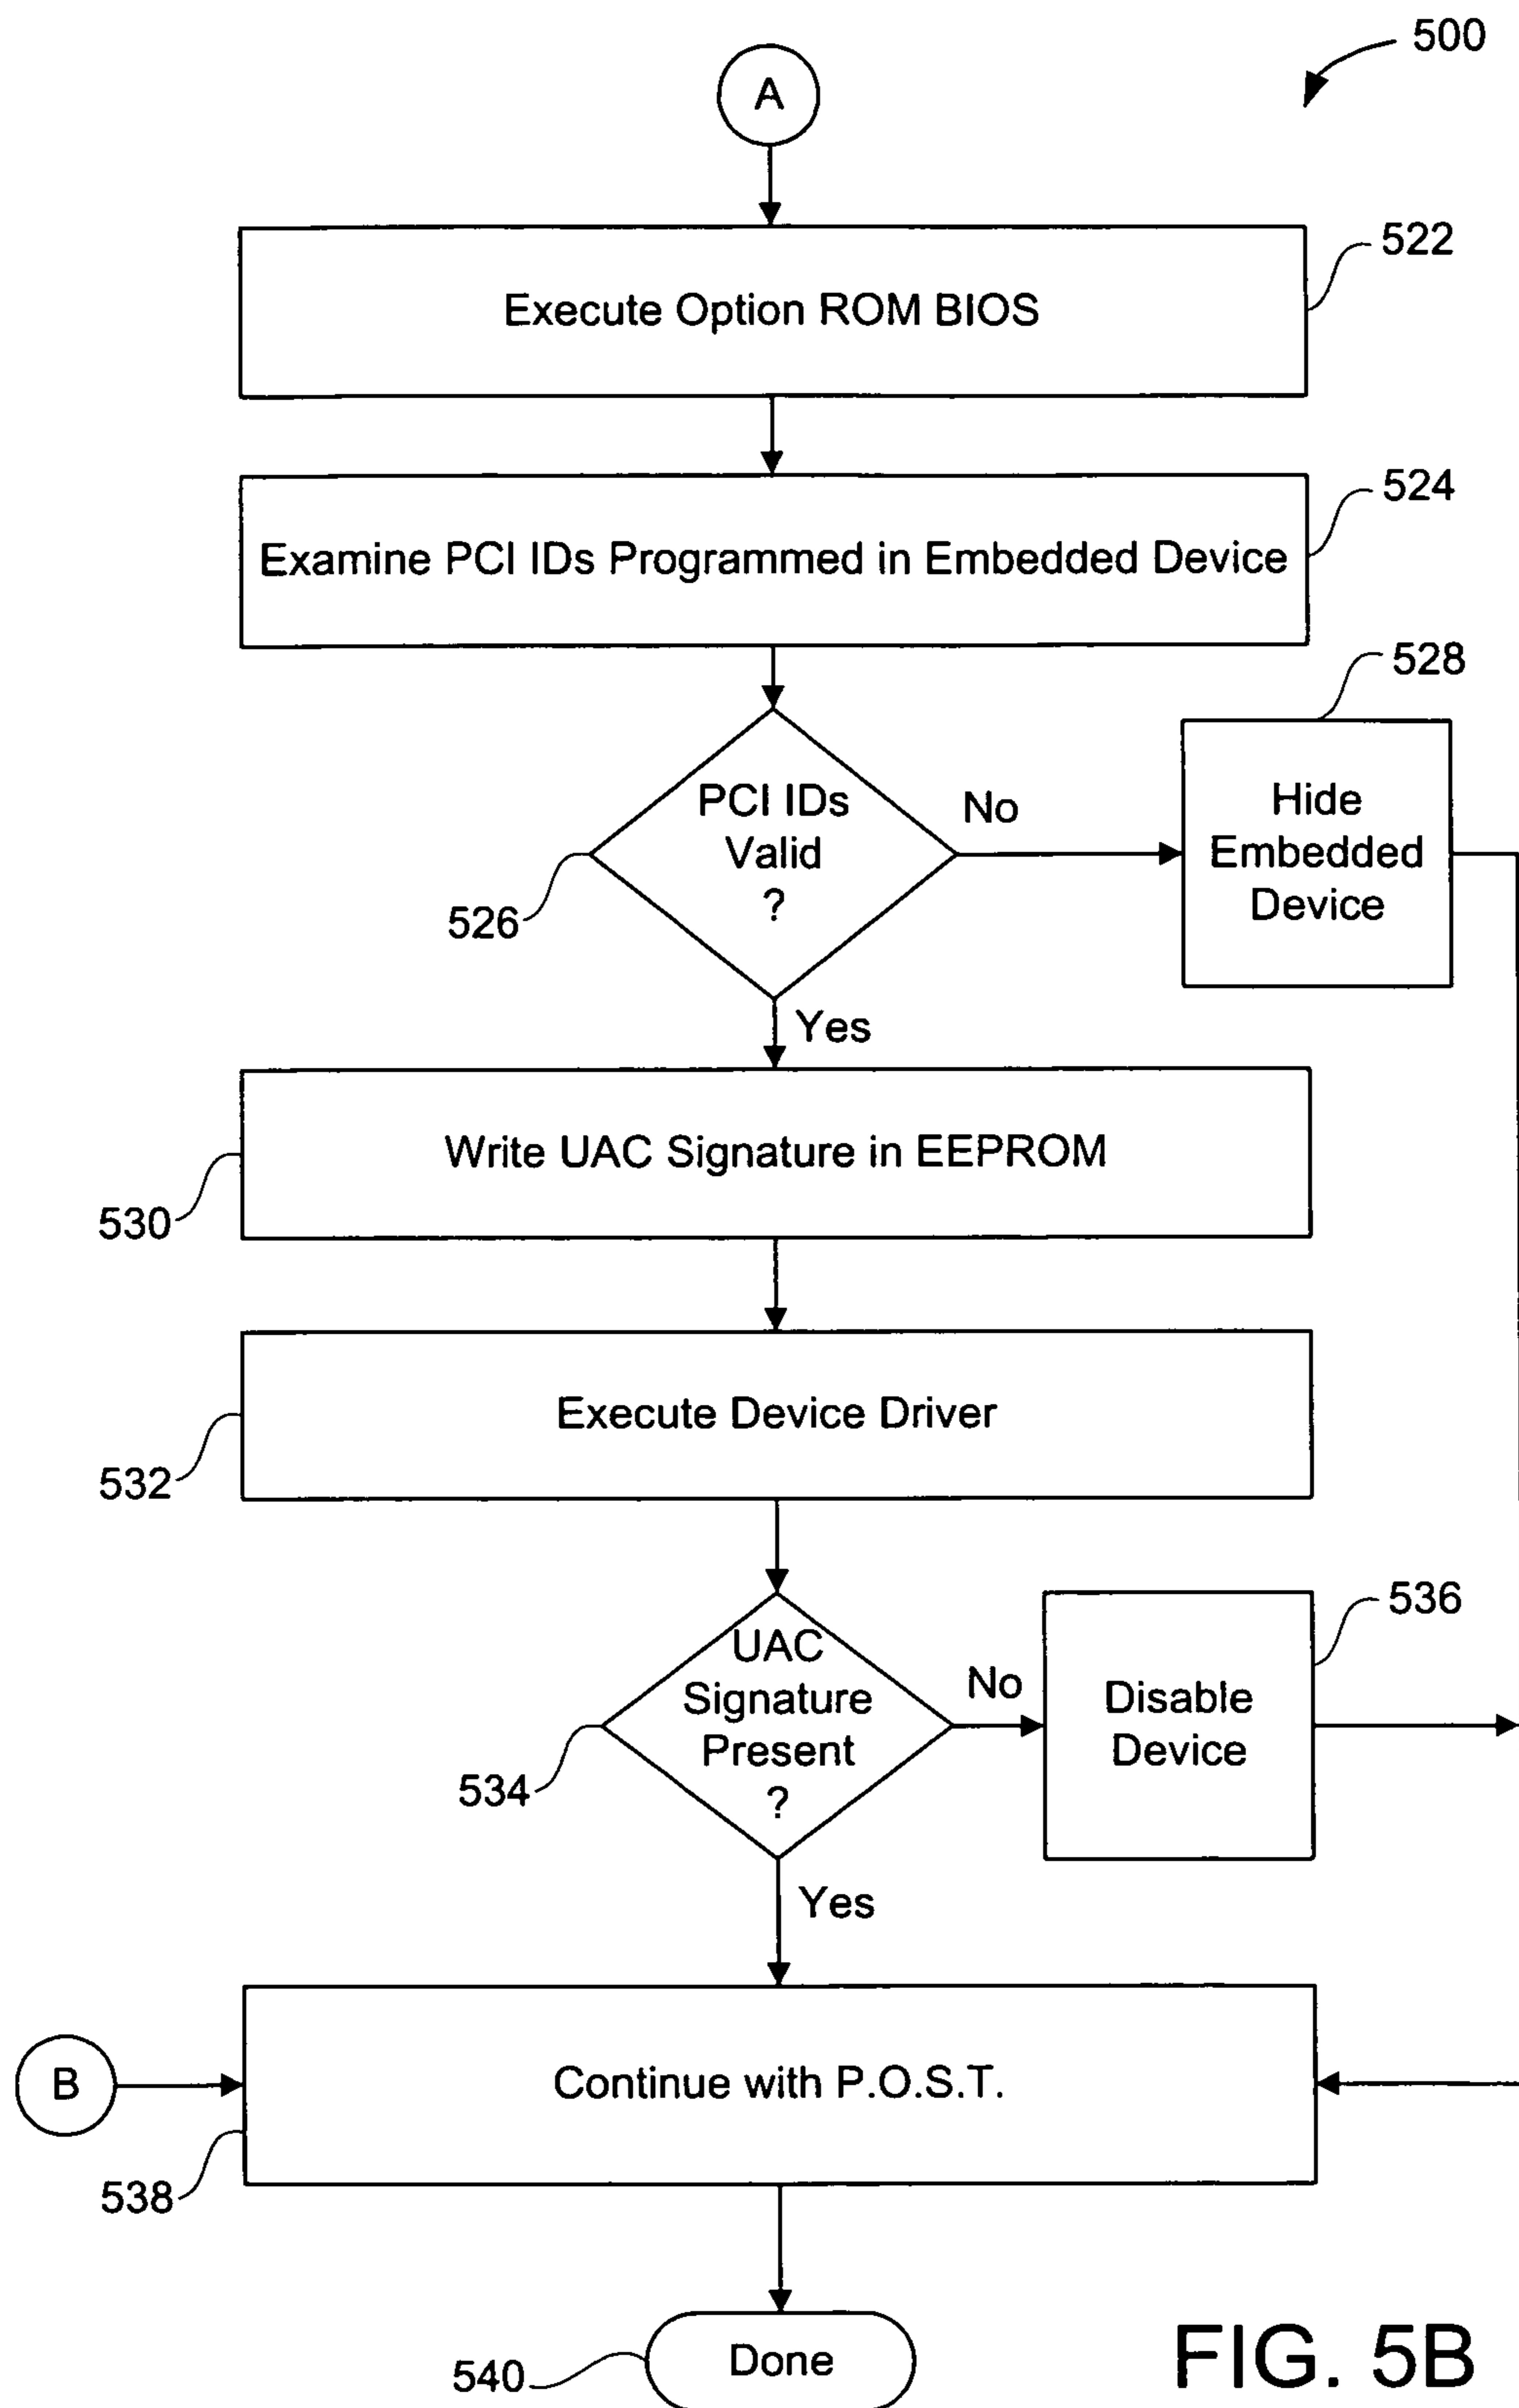 500
A
522
Execute Option ROM BIOS
524
Examine PCI IDs Programmed in Embedded Device
528
PCI IDs
Valid
?
No
Hide
Embedded
Device
526
Yes
Write UAC Signature in EEPROM
530
Execute Device Driver
532
536
UAC
Signature
Present
?
No
Disable
Device
534
Yes
B
Continue with P.O.S.T.
538
Done
540
FIG. 5B